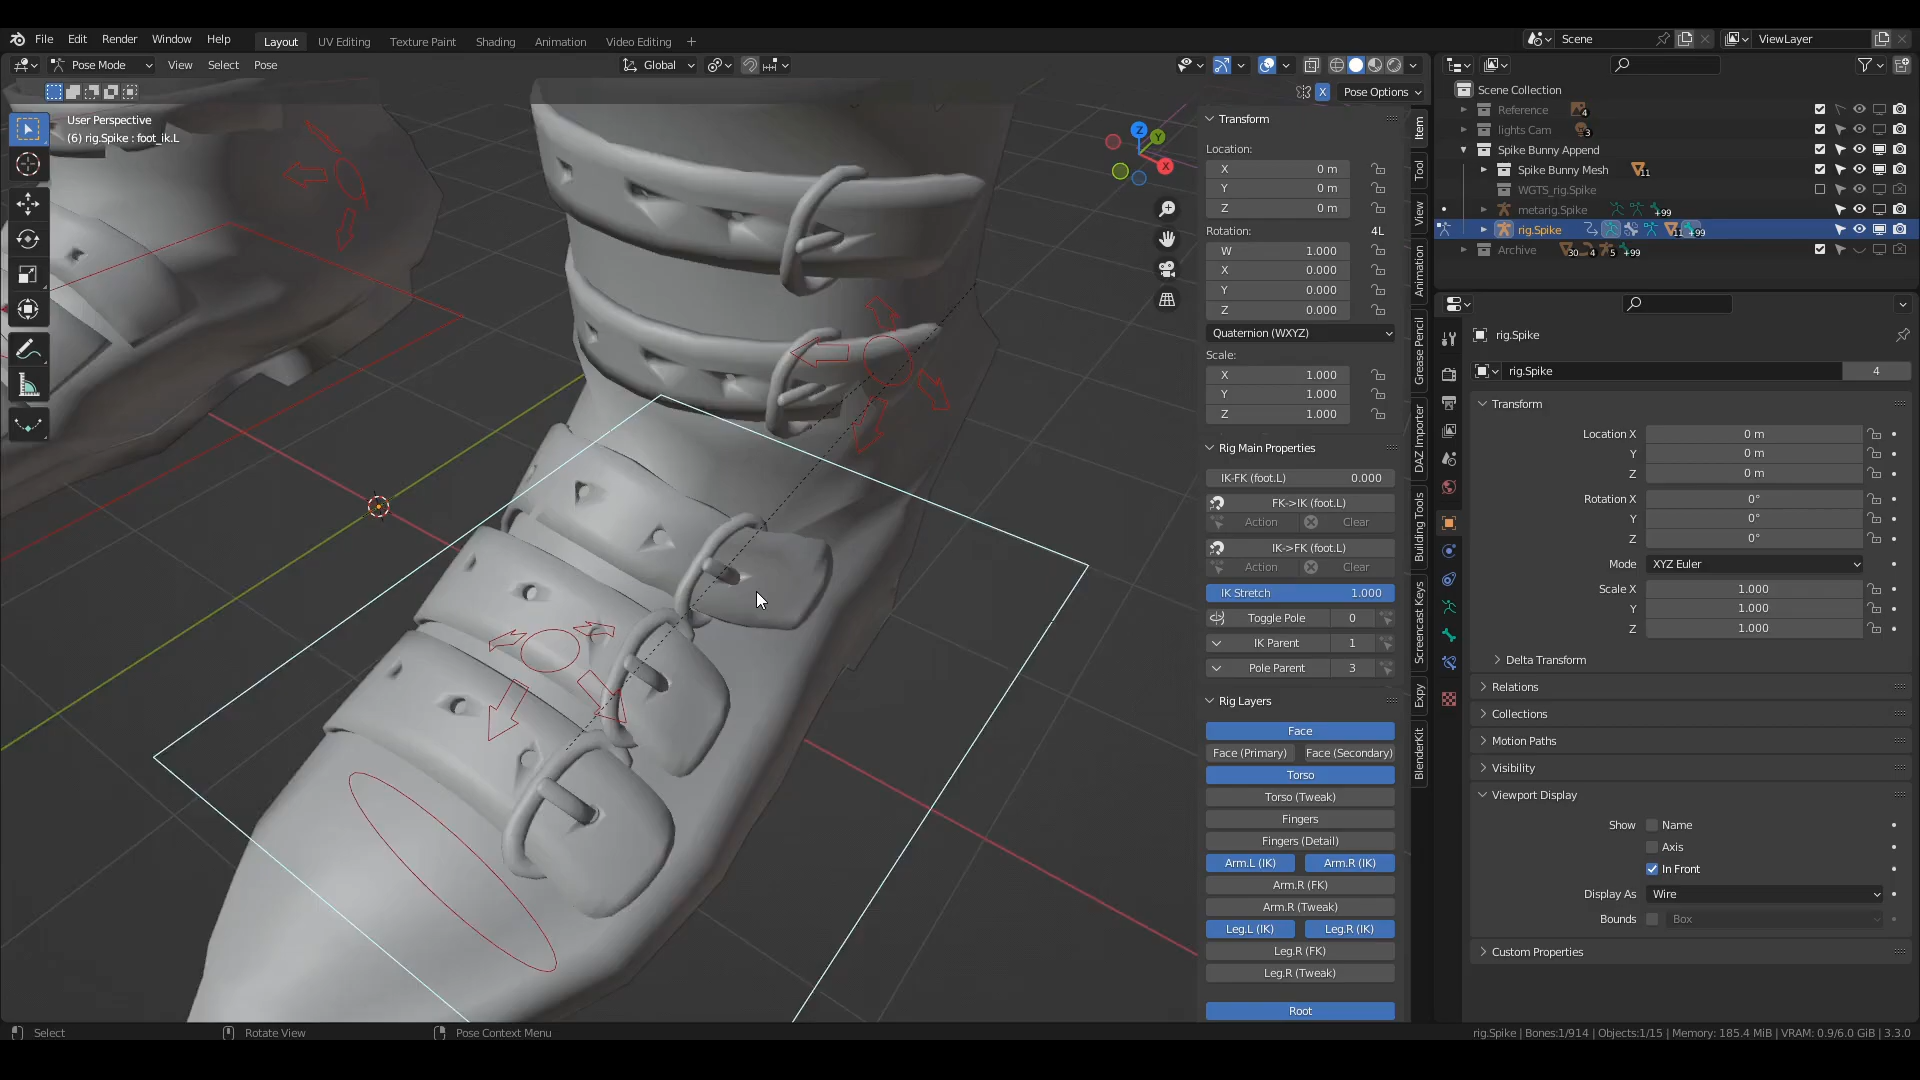 File Edit Render Window Help Layout UV Editing Texture Paint Shading Animation Video Editing + Scene ViewLayer
Pose Mode View Select Pose Global
X Pose Options
User Perspective
(6) rig.Spike : foot_ik.L
Z
Y
X
Transform
Location:
X 0 m
Y 0 m
Z 0 m
Rotation: 4L
W 1.000
X 0.000
Y 0.000
Z 0.000
Quaternion (WXYZ)
Scale:
X 1.000
Y 1.000
Z 1.000
Rig Main Properties
IK-FK (foot.L) 0.000
FK->IK (foot.L)
Action Clear
IK->FK (foot.L)
Action Clear
IK Stretch 1.000
Toggle Pole 0
IK Parent 1
Pole Parent 3
Rig Layers
Face
Face (Primary) Face (Secondary)
Torso
Torso (Tweak)
Fingers
Fingers (Detail)
Arm.L (IK) Arm.R (IK)
Arm.R (FK)
Arm.R (Tweak)
Leg.L (IK) Leg.R (IK)
Leg.R (FK)
Leg.R (Tweak)
Root
Item
Tool
View
Animation
Grease Pencil
DAZ Importer
Building Tools
Screencast Keys
Expy
BlenderKit
Scene Collection
Reference 4
lights Cam 3
Spike Bunny Append
Spike Bunny Mesh 11
WGTS_rig.Spike
metarig.Spike +99
rig.Spike 11 +99
Archive 30 4 5 +99
rig.Spike
rig.Spike 4
Transform
Location X 0 m
Y 0 m
Z 0 m
Rotation X 0°
Y 0°
Z 0°
Mode XYZ Euler
Scale X 1.000
Y 1.000
Z 1.000
Delta Transform
Relations
Collections
Motion Paths
Visibility
Viewport Display
Show Name
Axis
In Front
Display As Wire
Bounds Box
Custom Properties
Select Rotate View Pose Context Menu rig.Spike | Bones:1/914 | Objects:1/15 | Memory: 185.4 MiB | VRAM: 0.9/6.0 GiB | 3.3.0